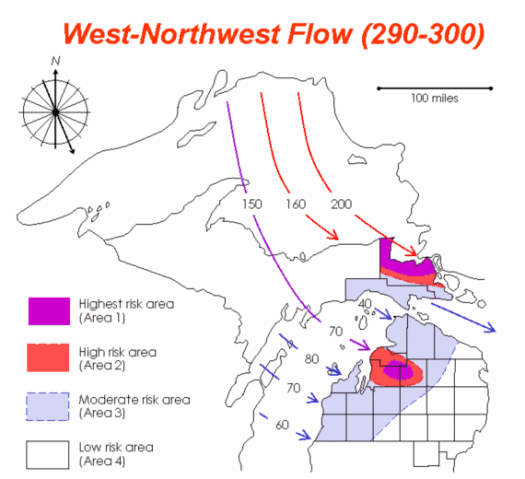 West-Northwest Flow (290-300)
N
100 miles
150 160 200
40
70
80
70
60
Highest risk area
(Area 1)
High risk area
(Area 2)
Moderate risk area
(Area 3)
Low risk area
(Area 4)